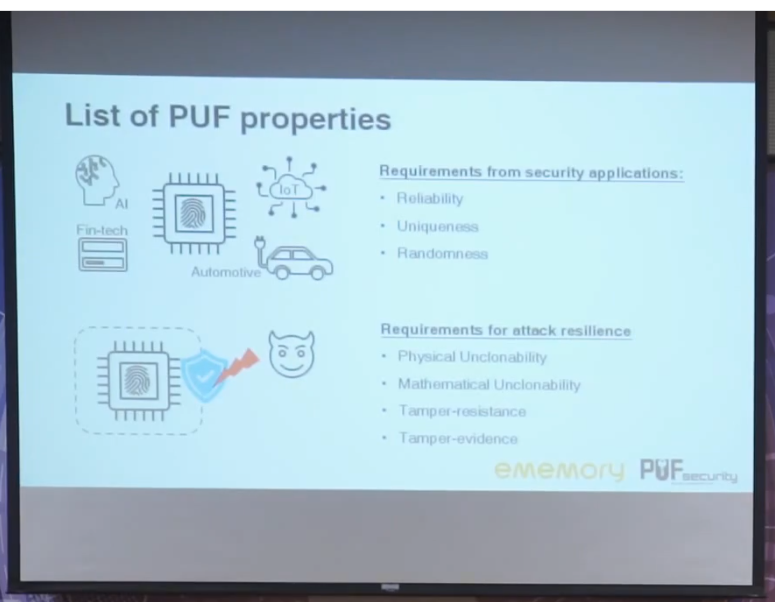 List of PUF properties
AI
IoT
Fin-tech
Automotive
Requirements from security applications:
• Reliability
• Uniqueness
• Randomness
Requirements for attack resilience
• Physical Unclonability
• Mathematical Unclonability
• Tamper-resistance
• Tamper-evidence
ememory PUFsecurity